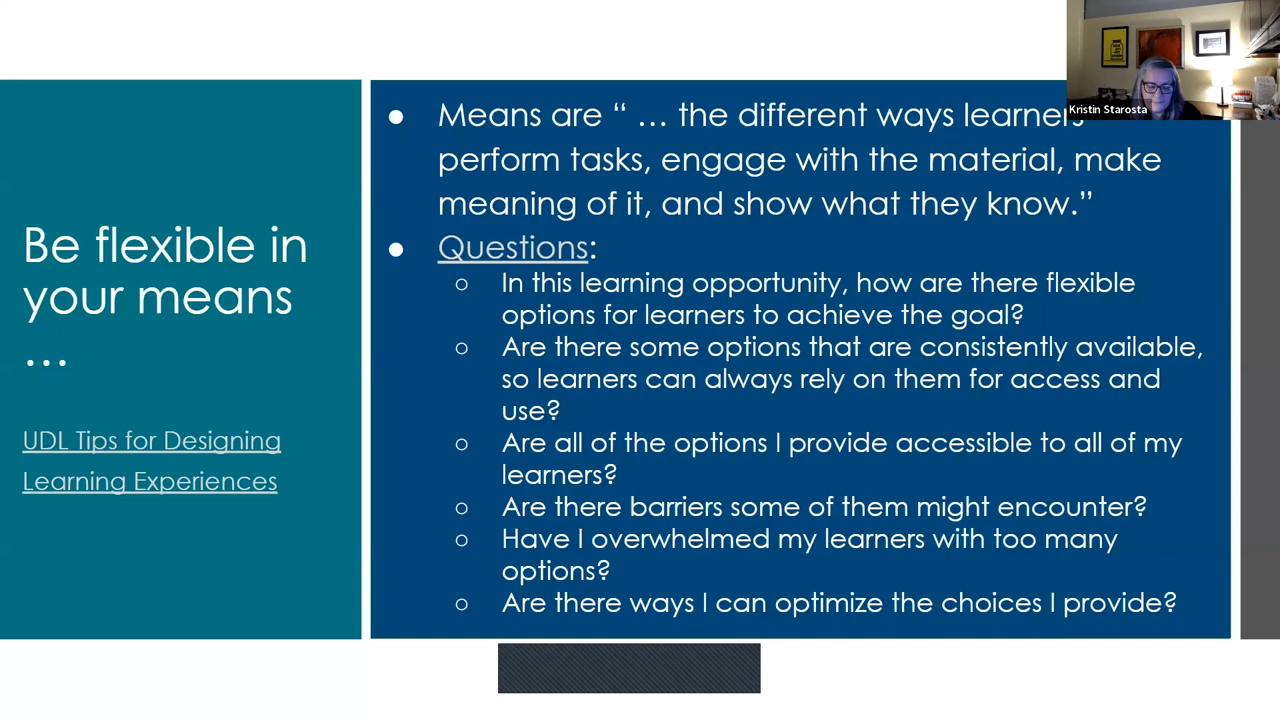 Kristin Starosta
Be flexible in
your means
…
UDL Tips for Designing
Learning Experiences
● Means are “ … the different ways learners
perform tasks, engage with the material, make
meaning of it, and show what they know.”
● Questions:
○ In this learning opportunity, how are there flexible
options for learners to achieve the goal?
○ Are there some options that are consistently available,
so learners can always rely on them for access and
use?
○ Are all of the options I provide accessible to all of my
learners?
○ Are there barriers some of them might encounter?
○ Have I overwhelmed my learners with too many
options?
○ Are there ways I can optimize the choices I provide?